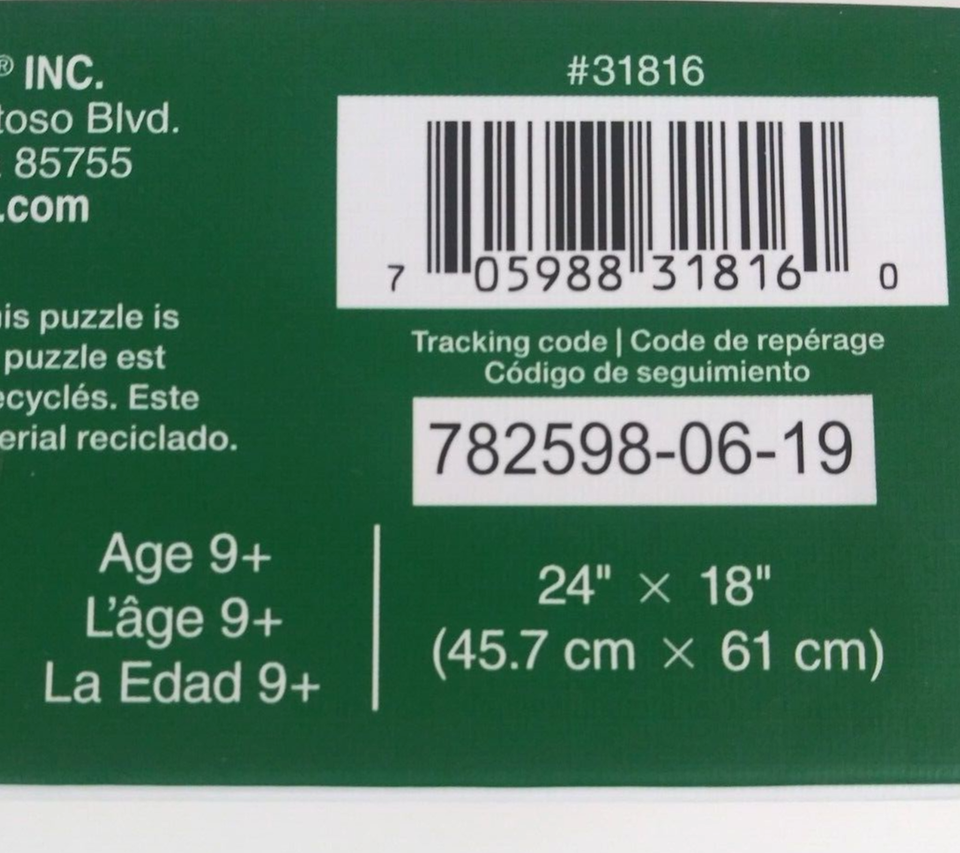 ® INC.
toso Blvd.
85755
.com
is puzzle is
puzzle est
ecyclés. Este
erial reciclado.
Age 9+
L'âge 9+
La Edad 9+
#31816
7 05988 31816 0
Tracking code | Code de repérage
Código de seguimiento
782598-06-19
24" × 18"
(45.7 cm × 61 cm)